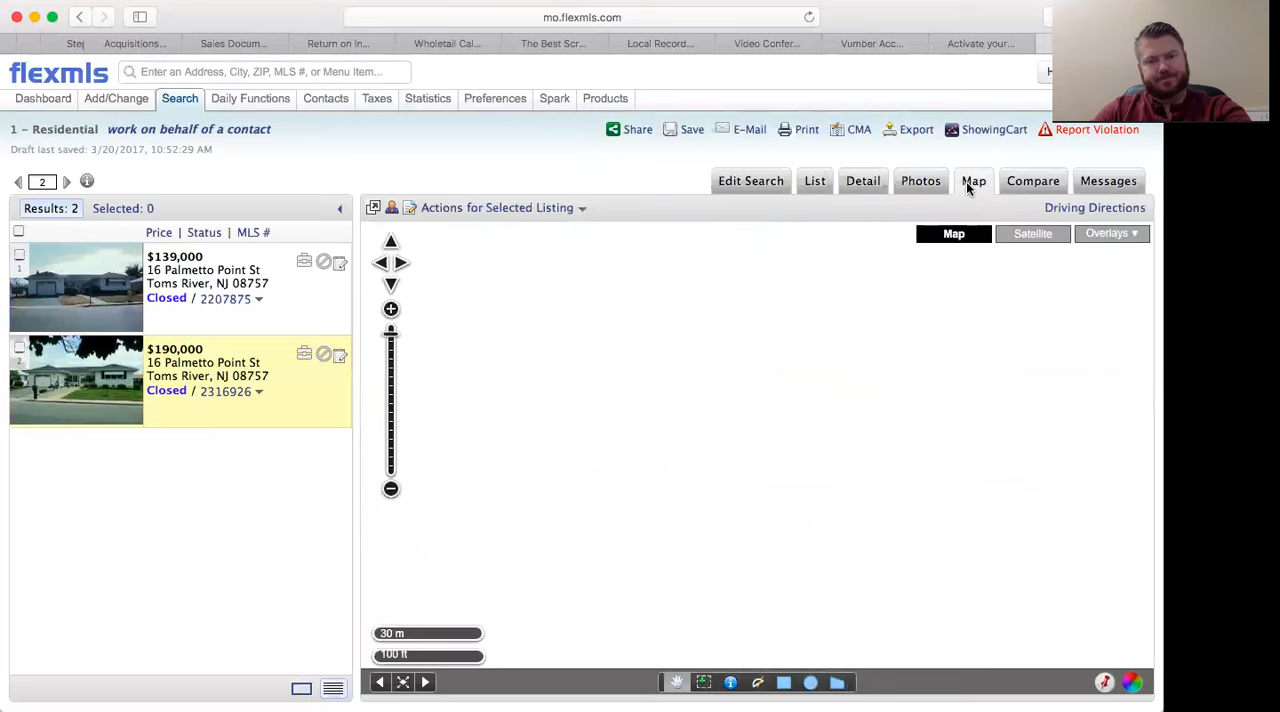 mo.flexmls.com
Ste
Acquisitions...
Sales Docum...
Return on In...
Wholetail Cal...
The Best Scr...
Local Record...
Video Confer...
Vumber Acc...
Activate your...
flexmls
Enter an Address, City, ZIP, MLS #, or Menu Item...
H
Dashboard
Add/Change
Search
Daily Functions
Contacts
Taxes
Statistics
Preferences
Spark
Products
1 – Residential work on behalf of a contact
Share
Save
E-Mail
Print
CMA
Export
ShowingCart
Report Violation
Draft last saved: 3/20/2017, 10:52:29 AM
2
Edit Search
List
Detail
Photos
Map
Compare
Messages
Results: 2
Selected: 0
Actions for Selected Listing
Driving Directions
Price | Status | MLS #
Map
Satellite
Overlays ▾
1
$139,000
16 Palmetto Point St
Toms River, NJ 08757
Closed / 2207875
2
$190,000
16 Palmetto Point St
Toms River, NJ 08757
Closed / 2316926
30 m
100 ft